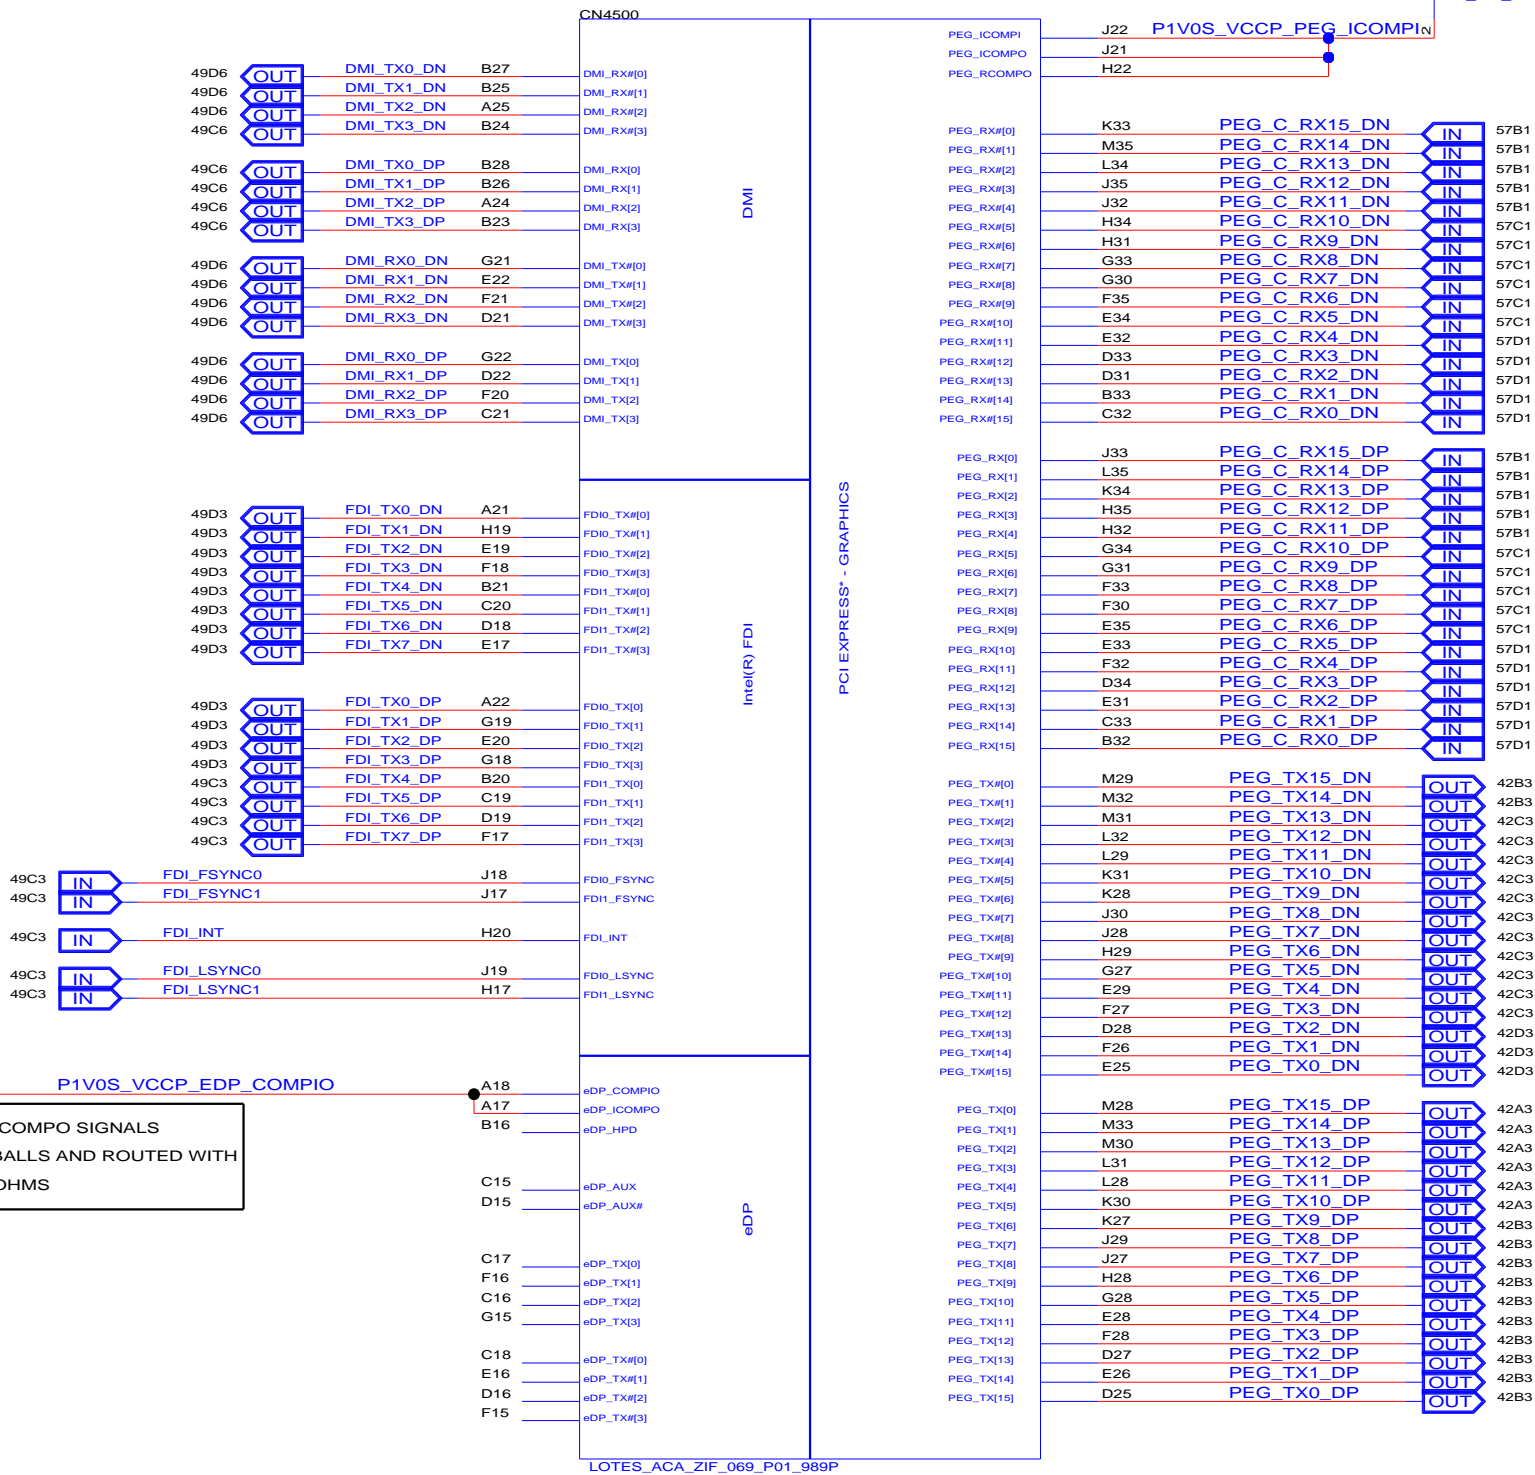 CN4500
PEG_ICOMPI J22 P1V0S_VCCP_PEG_ICOMPI 2
PEG_ICOMPO J21
PEG_RCOMPO H22
49D6 OUT DMI_TX0_DN B27 DMI_RX#[0]
49D6 OUT DMI_TX1_DN B25 DMI_RX#[1]
49D6 OUT DMI_TX2_DN A25 DMI_RX#[2]
49C6 OUT DMI_TX3_DN B24 DMI_RX#[3]
49C6 OUT DMI_TX0_DP B28 DMI_RX[0]
49C6 OUT DMI_TX1_DP B26 DMI_RX[1]
49C6 OUT DMI_TX2_DP A24 DMI_RX[2]
49C6 OUT DMI_TX3_DP B23 DMI_RX[3]
49D6 OUT DMI_RX0_DN G21 DMI_TX#[0]
49D6 OUT DMI_RX1_DN E22 DMI_TX#[1]
49D6 OUT DMI_RX2_DN F21 DMI_TX#[2]
49D6 OUT DMI_RX3_DN D21 DMI_TX#[3]
49D6 OUT DMI_RX0_DP G22 DMI_TX[0]
49D6 OUT DMI_RX1_DP D22 DMI_TX[1]
49D6 OUT DMI_RX2_DP F20 DMI_TX[2]
49D6 OUT DMI_RX3_DP C21 DMI_TX[3]
DMI
49D3 OUT FDI_TX0_DN A21 FDI0_TX#[0]
49D3 OUT FDI_TX1_DN H19 FDI0_TX#[1]
49D3 OUT FDI_TX2_DN E19 FDI0_TX#[2]
49D3 OUT FDI_TX3_DN F18 FDI0_TX#[3]
49D3 OUT FDI_TX4_DN B21 FDI1_TX#[0]
49D3 OUT FDI_TX5_DN C20 FDI1_TX#[1]
49D3 OUT FDI_TX6_DN D18 FDI1_TX#[2]
49D3 OUT FDI_TX7_DN E17 FDI1_TX#[3]
49D3 OUT FDI_TX0_DP A22 FDI0_TX[0]
49D3 OUT FDI_TX1_DP G19 FDI0_TX[1]
49D3 OUT FDI_TX2_DP E20 FDI0_TX[2]
49D3 OUT FDI_TX3_DP G18 FDI0_TX[3]
49C3 OUT FDI_TX4_DP B20 FDI1_TX[0]
49C3 OUT FDI_TX5_DP C19 FDI1_TX[1]
49C3 OUT FDI_TX6_DP D19 FDI1_TX[2]
49C3 OUT FDI_TX7_DP F17 FDI1_TX[3]
49C3 IN FDI_FSYNC0 J18 FDI0_FSYNC
49C3 IN FDI_FSYNC1 J17 FDI1_FSYNC
49C3 IN FDI_INT H20 FDI_INT
49C3 IN FDI_LSYNC0 J19 FDI0_LSYNC
49C3 IN FDI_LSYNC1 H17 FDI1_LSYNC
Intel(R) FDI
P1V0S_VCCP_EDP_COMPIO A18 eDP_COMPIO
A17 eDP_ICOMPO
B16 eDP_HPD
COMPO SIGNALS
BALLS AND ROUTED WITH
OHMS
C15 eDP_AUX
D15 eDP_AUX#
C17 eDP_TX[0]
F16 eDP_TX[1]
C16 eDP_TX[2]
G15 eDP_TX[3]
C18 eDP_TX#[0]
E16 eDP_TX#[1]
D16 eDP_TX#[2]
F15 eDP_TX#[3]
eDP
PCI EXPRESS* - GRAPHICS
PEG_RX#[0] K33 PEG_C_RX15_DN IN 57B1
PEG_RX#[1] M35 PEG_C_RX14_DN IN 57B1
PEG_RX#[2] L34 PEG_C_RX13_DN IN 57B1
PEG_RX#[3] J35 PEG_C_RX12_DN IN 57B1
PEG_RX#[4] J32 PEG_C_RX11_DN IN 57B1
PEG_RX#[5] H34 PEG_C_RX10_DN IN 57C1
PEG_RX#[6] H31 PEG_C_RX9_DN IN 57C1
PEG_RX#[7] G33 PEG_C_RX8_DN IN 57C1
PEG_RX#[8] G30 PEG_C_RX7_DN IN 57C1
PEG_RX#[9] F35 PEG_C_RX6_DN IN 57C1
PEG_RX#[10] E34 PEG_C_RX5_DN IN 57C1
PEG_RX#[11] E32 PEG_C_RX4_DN IN 57D1
PEG_RX#[12] D33 PEG_C_RX3_DN IN 57D1
PEG_RX#[13] D31 PEG_C_RX2_DN IN 57D1
PEG_RX#[14] B33 PEG_C_RX1_DN IN 57D1
PEG_RX#[15] C32 PEG_C_RX0_DN IN 57D1
PEG_RX[0] J33 PEG_C_RX15_DP IN 57B1
PEG_RX[1] L35 PEG_C_RX14_DP IN 57B1
PEG_RX[2] K34 PEG_C_RX13_DP IN 57B1
PEG_RX[3] H35 PEG_C_RX12_DP IN 57B1
PEG_RX[4] H32 PEG_C_RX11_DP IN 57B1
PEG_RX[5] G34 PEG_C_RX10_DP IN 57C1
PEG_RX[6] G31 PEG_C_RX9_DP IN 57C1
PEG_RX[7] F33 PEG_C_RX8_DP IN 57C1
PEG_RX[8] F30 PEG_C_RX7_DP IN 57C1
PEG_RX[9] E35 PEG_C_RX6_DP IN 57C1
PEG_RX[10] E33 PEG_C_RX5_DP IN 57D1
PEG_RX[11] F32 PEG_C_RX4_DP IN 57D1
PEG_RX[12] D34 PEG_C_RX3_DP IN 57D1
PEG_RX[13] E31 PEG_C_RX2_DP IN 57D1
PEG_RX[14] C33 PEG_C_RX1_DP IN 57D1
PEG_RX[15] B32 PEG_C_RX0_DP IN 57D1
PEG_TX#[0] M29 PEG_TX15_DN OUT 42B3
PEG_TX#[1] M32 PEG_TX14_DN OUT 42B3
PEG_TX#[2] M31 PEG_TX13_DN OUT 42C3
PEG_TX#[3] L32 PEG_TX12_DN OUT 42C3
PEG_TX#[4] L29 PEG_TX11_DN OUT 42C3
PEG_TX#[5] K31 PEG_TX10_DN OUT 42C3
PEG_TX#[6] K28 PEG_TX9_DN OUT 42C3
PEG_TX#[7] J30 PEG_TX8_DN OUT 42C3
PEG_TX#[8] J28 PEG_TX7_DN OUT 42C3
PEG_TX#[9] H29 PEG_TX6_DN OUT 42C3
PEG_TX#[10] G27 PEG_TX5_DN OUT 42C3
PEG_TX#[11] E29 PEG_TX4_DN OUT 42C3
PEG_TX#[12] F27 PEG_TX3_DN OUT 42C3
PEG_TX#[13] D28 PEG_TX2_DN OUT 42D3
PEG_TX#[14] F26 PEG_TX1_DN OUT 42D3
PEG_TX#[15] E25 PEG_TX0_DN OUT 42D3
PEG_TX[0] M28 PEG_TX15_DP OUT 42A3
PEG_TX[1] M33 PEG_TX14_DP OUT 42A3
PEG_TX[2] M30 PEG_TX13_DP OUT 42A3
PEG_TX[3] L31 PEG_TX12_DP OUT 42A3
PEG_TX[4] L28 PEG_TX11_DP OUT 42A3
PEG_TX[5] K30 PEG_TX10_DP OUT 42A3
PEG_TX[6] K27 PEG_TX9_DP OUT 42B3
PEG_TX[7] J29 PEG_TX8_DP OUT 42B3
PEG_TX[8] J27 PEG_TX7_DP OUT 42B3
PEG_TX[9] H28 PEG_TX6_DP OUT 42B3
PEG_TX[10] G28 PEG_TX5_DP OUT 42B3
PEG_TX[11] E28 PEG_TX4_DP OUT 42B3
PEG_TX[12] F28 PEG_TX3_DP OUT 42B3
PEG_TX[13] D27 PEG_TX2_DP OUT 42B3
PEG_TX[14] E26 PEG_TX1_DP OUT 42B3
PEG_TX[15] D25 PEG_TX0_DP OUT 42B3
LOTES_ACA_ZIF_069_P01_989P